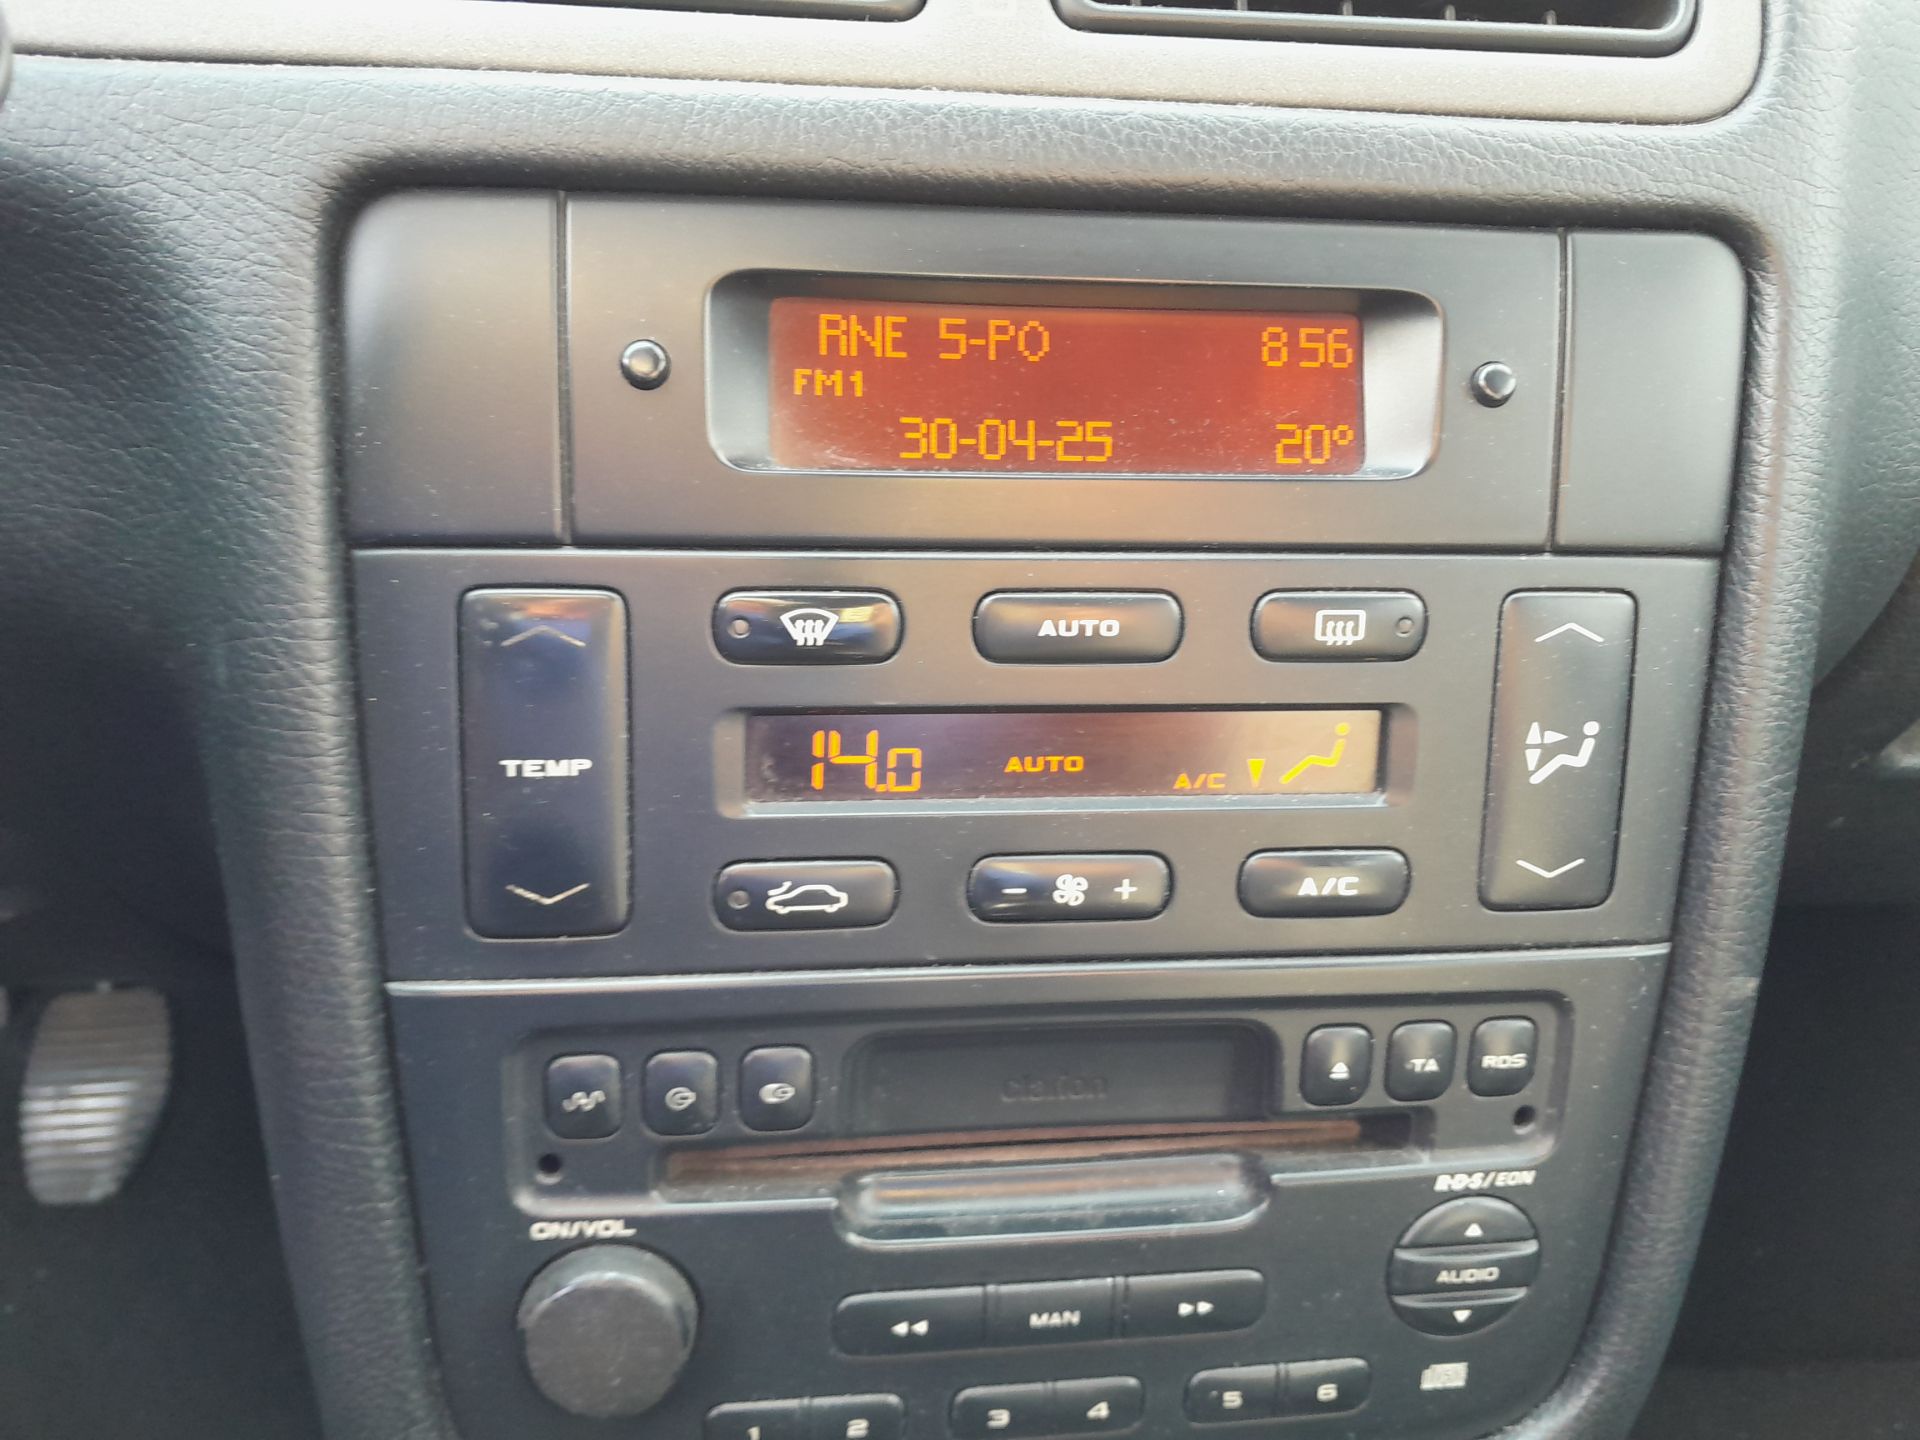 RNE 5-PO 8 56
FM1
30-04-25 20°
AUTO
TEMP
14.0 AUTO A/C
- + A/C
clarion
TA RDS
RDS/EON
ON/VOL
AUDIO
◄◄ MAN ►►
1 2 3 4 5 6